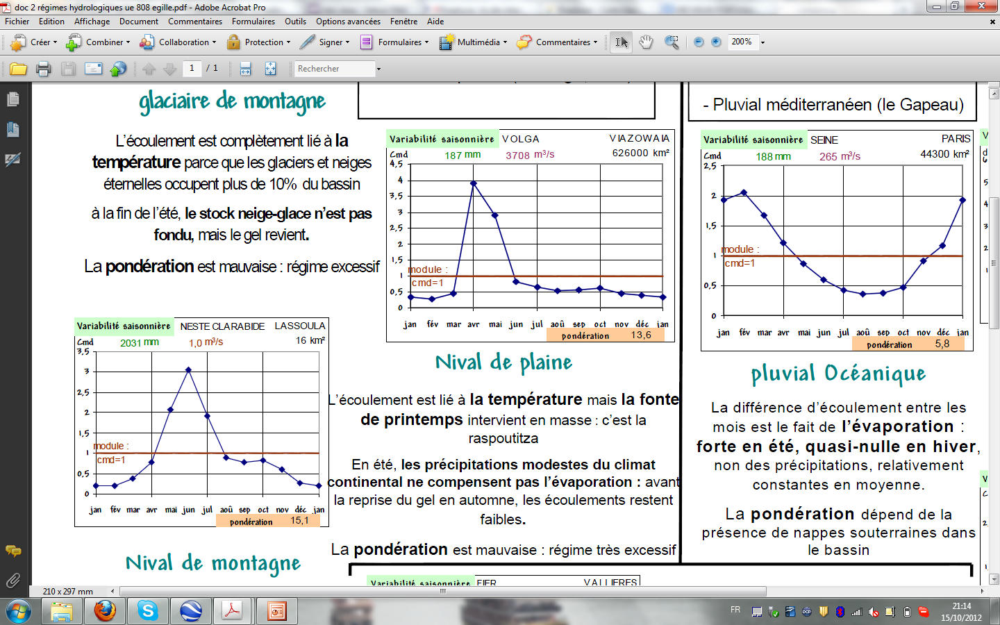 doc 2 régimes hydrologiques ue 808 egille.pdf - Adobe Acrobat Pro
Fichier Edition Affichage Document Commentaires Formulaires Outils Options avancées Fenêtre Aide
Créer Combiner Collaboration Protection Signer Formulaires Multimédia Commentaires 200%
1 / 1 Rechercher
glaciaire de montagne
L'écoulement est complètement lié à la
température parce que les glaciers et neiges
éternelles occupent plus de 10% du bassin
à la fin de l'été, le stock neige-glace n'est pas
fondu, mais le gel revient.
La pondération est mauvaise : régime excessif
Variabilité saisonnière NESTE CLARABIDE LASSOULA
Cmd 2031 mm 1,0 m³/s 16 km²
3,5
3
2,5
2
1,5
module :
1
cmd=1
0,5
0
jan fév mar avr mai jun jul aoû sep oct nov déc jan
pondération 15,1
Nival de montagne
Variabilité saisonnière VOLGA VIAZOWAIA
Cmd 187 mm 3708 m³/s 626000 km²
4,5
4
3,5
3
2,5
2
1,5
module :
1
cmd=1
0,5
0
jan fév mar avr mai jun jul aoû sep oct nov déc jan
pondération 13,6
Nival de plaine
L'écoulement est lié à la température mais la fonte
de printemps intervient en masse : c'est la
raspoutitza
En été, les précipitations modestes du climat
continental ne compensent pas l'évaporation : avant
la reprise du gel en automne, les écoulements restent
faibles.
La pondération est mauvaise : régime très excessif
Variabilité saisonnière FIER VALLIERES
- Pluvial méditerranéen (le Gapeau)
Variabilité saisonnière SEINE PARIS
Cmd 188 mm 265 m³/s 44300 km²
2,5
2
1,5
module :
1
cmd=1
0,5
0
jan fév mar avr mai jun jul aoû sep oct nov déc jan
pondération 5,8
pluvial Océanique
La différence d'écoulement entre les
mois est le fait de l'évaporation :
forte en été, quasi-nulle en hiver,
non des précipitations, relativement
constantes en moyenne.
La pondération dépend de la
présence de nappes souterraines dans
le bassin
210 x 297 mm
FR
21:14
15/10/2012